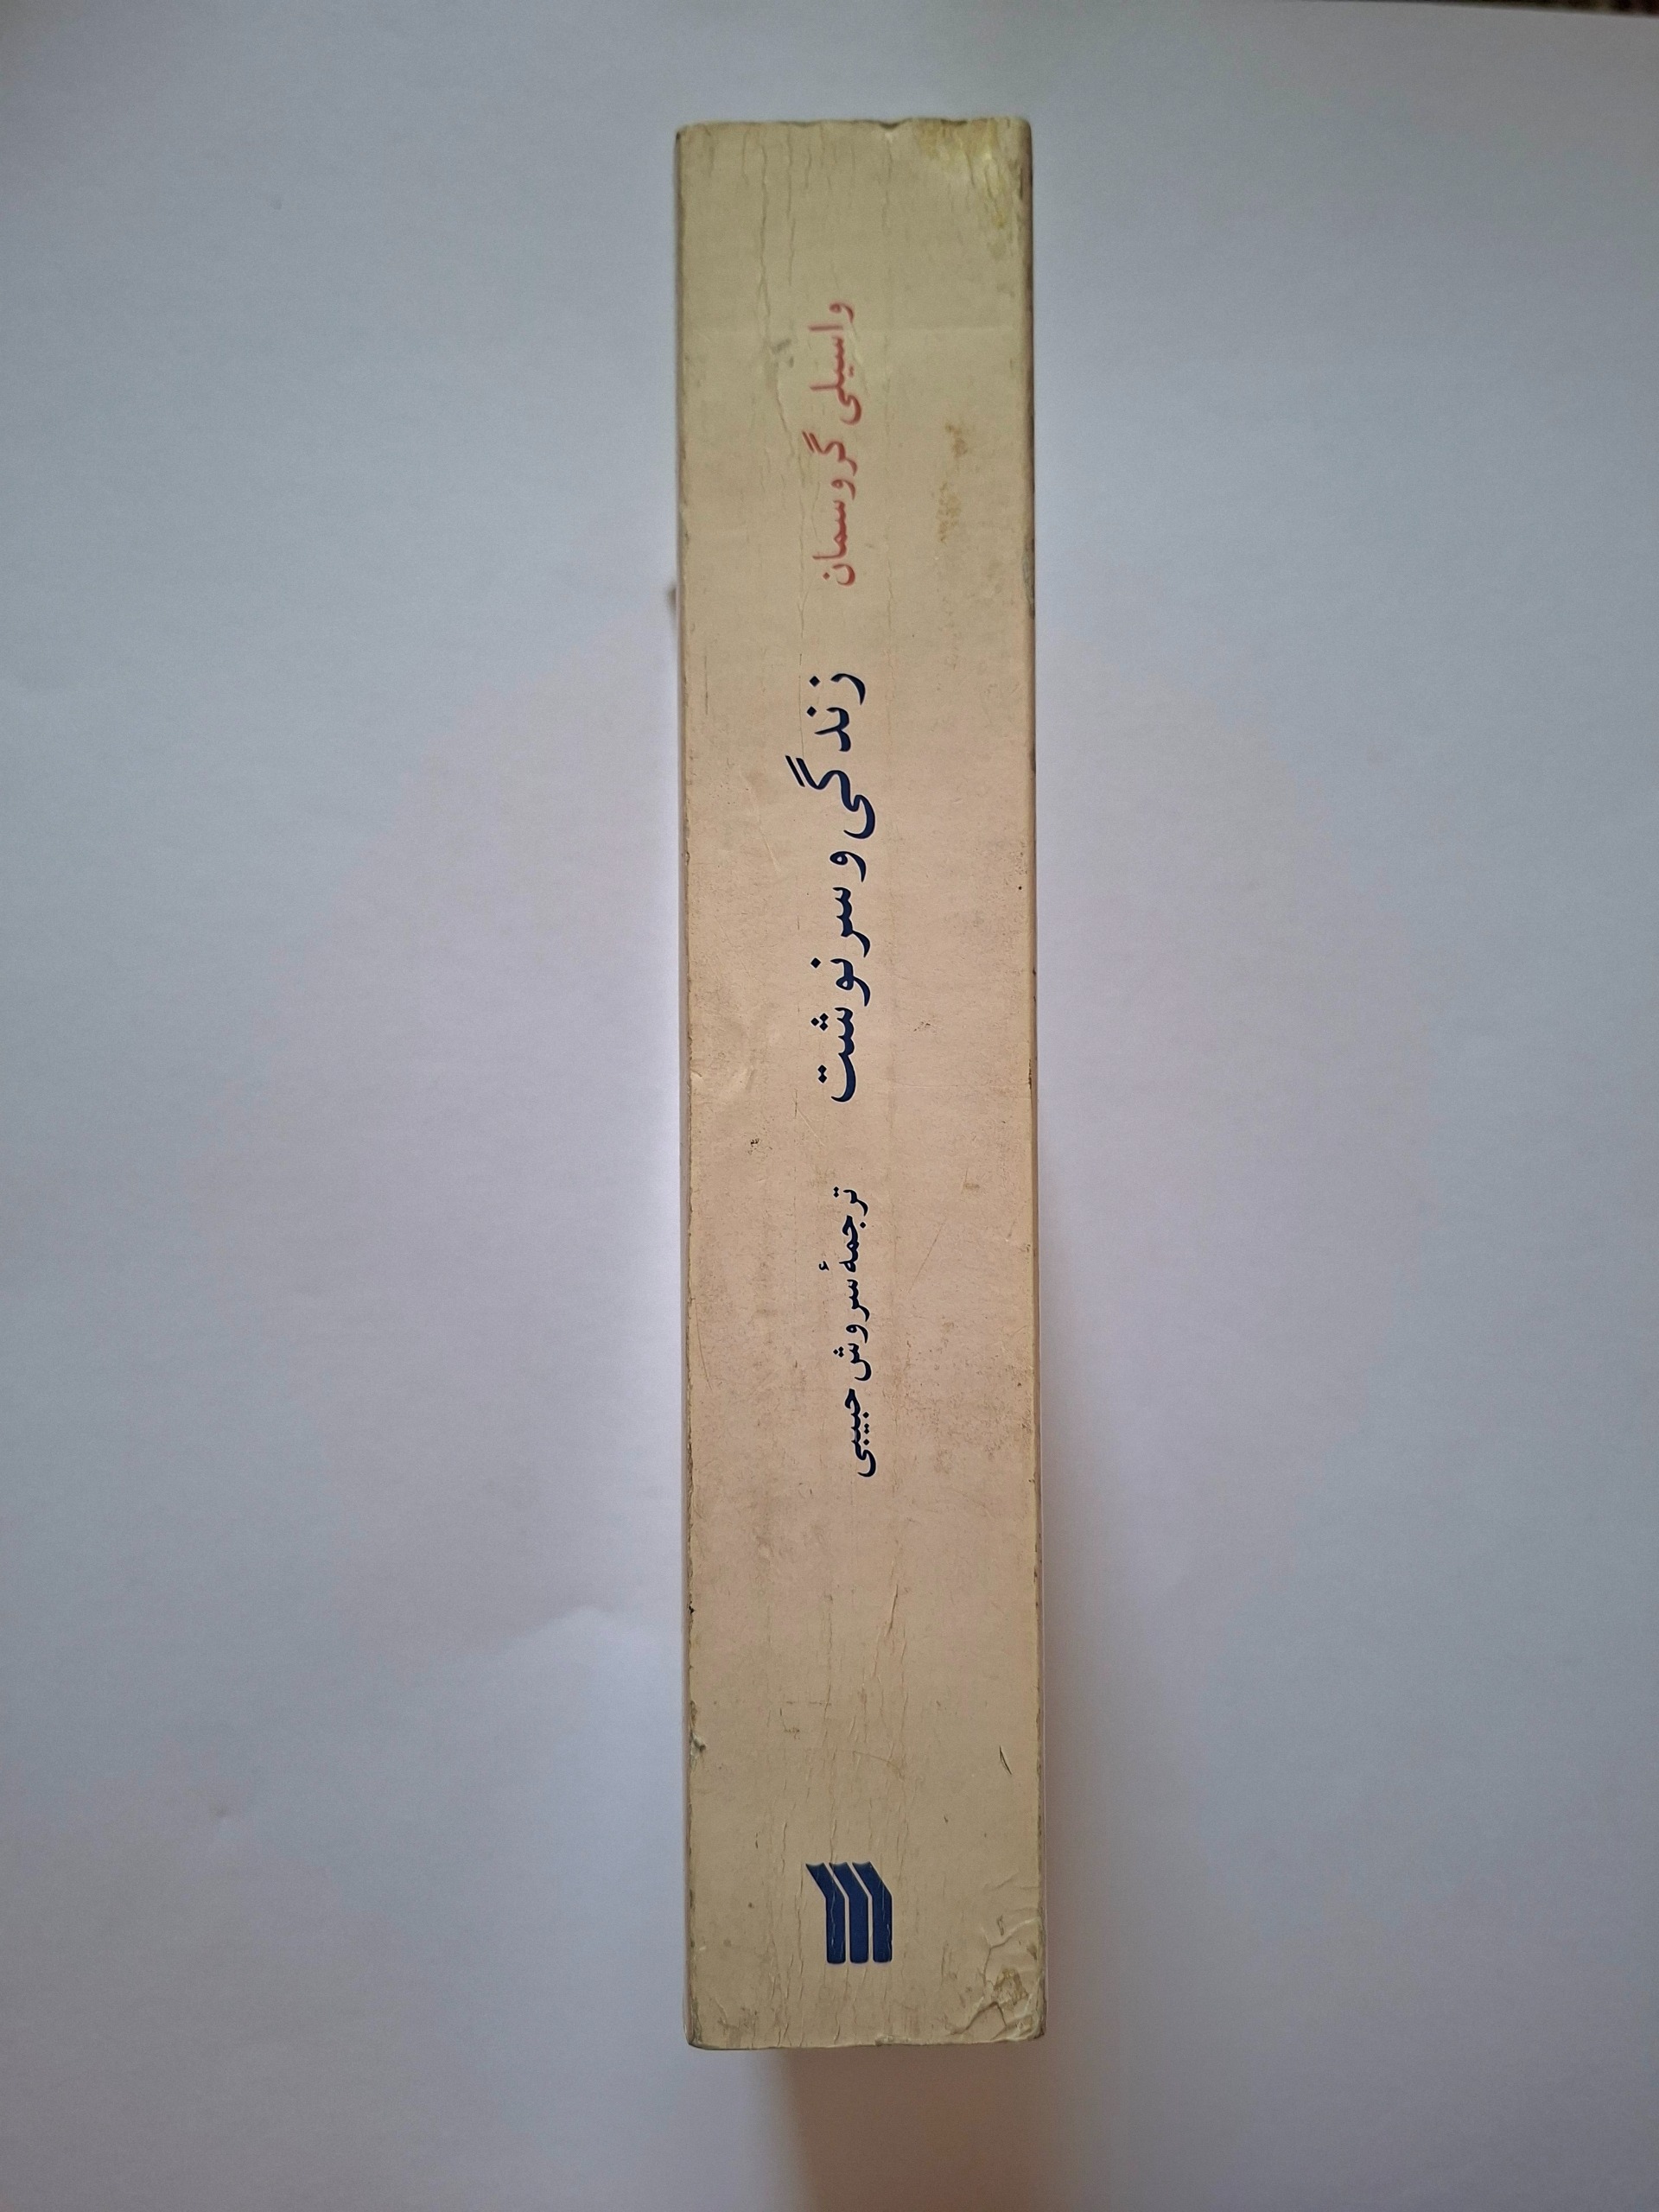 واسیلی گروسمان
زندگی و سرنوشت
ترجمهٔ سروش حبیبی